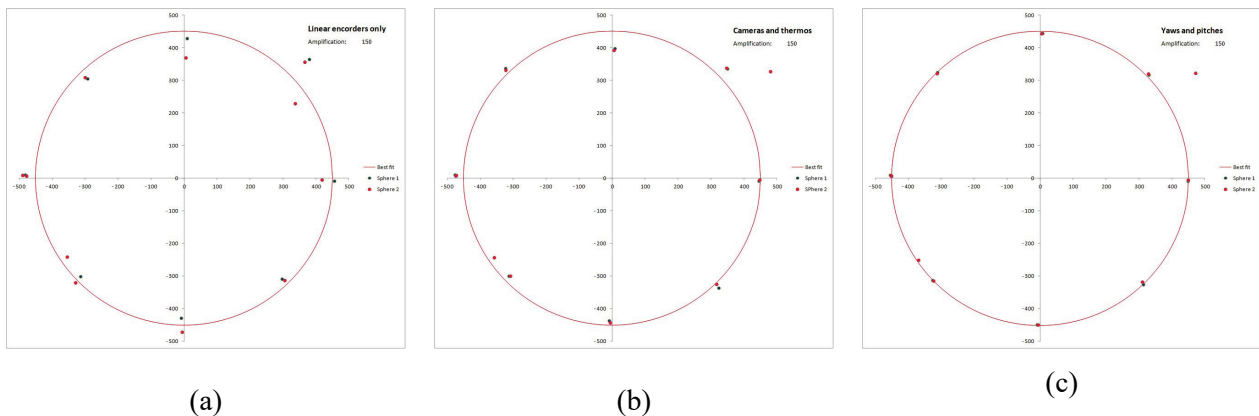 Linear encorders only
Amplification: 150
500
400
300
200
100
0
-100
-200
-300
-400
-500
-500 -400 -300 -200 -100 0 100 200 300 400 500
Best fit
Sphere 1
Sphere 2
(a)
Cameras and thermos
Amplification: 150
500
400
300
200
100
0
-100
-200
-300
-400
-500
-500 -400 -300 -200 -100 0 100 200 300 400 500
Best fit
Sphere 1
SPhere 2
(b)
Yaws and pitches
Amplification: 150
500
400
300
200
100
0
-100
-200
-300
-400
-500
-500 -400 -300 -200 -100 0 100 200 300 400 500
Best fit
Sphere 1
Sphere 2
(c)